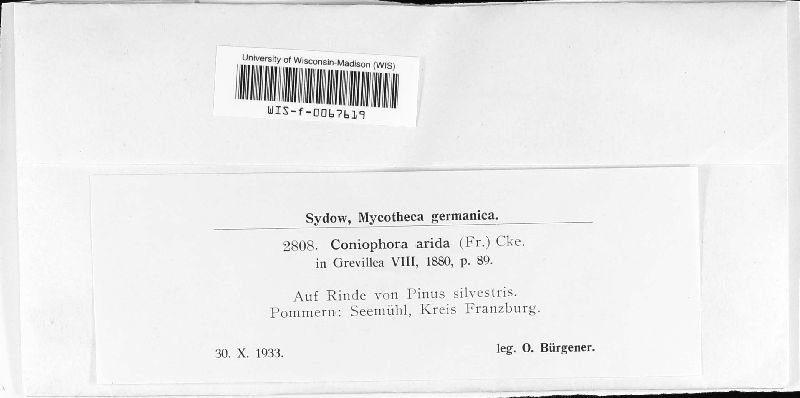 University of Wisconsin-Madison (WIS)
WIS-f-0067619
Sydow, Mycotheca germanica.
2808. Coniophora arida (Fr.) Cke.
in Grevillea VIII, 1880, p. 89.
Auf Rinde von Pinus silvestris.
Pommern: Seemühl, Kreis Franzburg.
30. X. 1933.
leg. O. Bürgener.